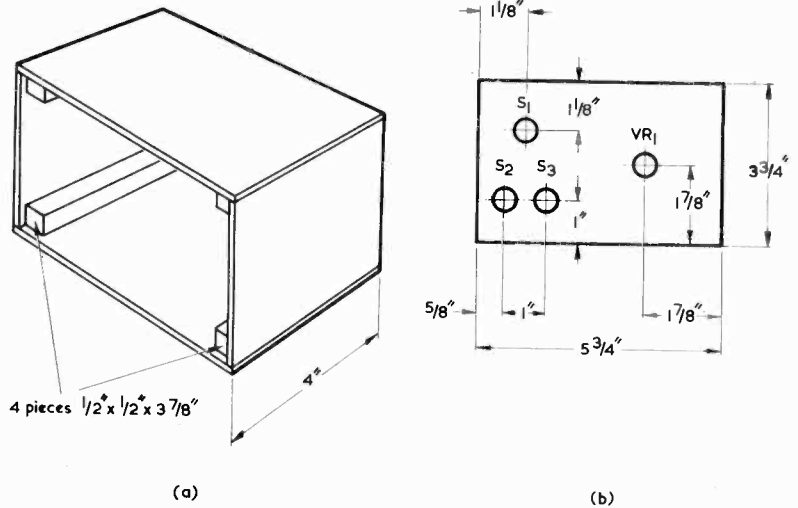 4 pieces 1/2" x 1/2" x 3 7/8"
4"
(a)
1 1/8"
S1
1 1/8"
VR1
3 3/4"
S2 S3
1 7/8"
1"
5/8"
1"
1 7/8"
5 3/4"
(b)